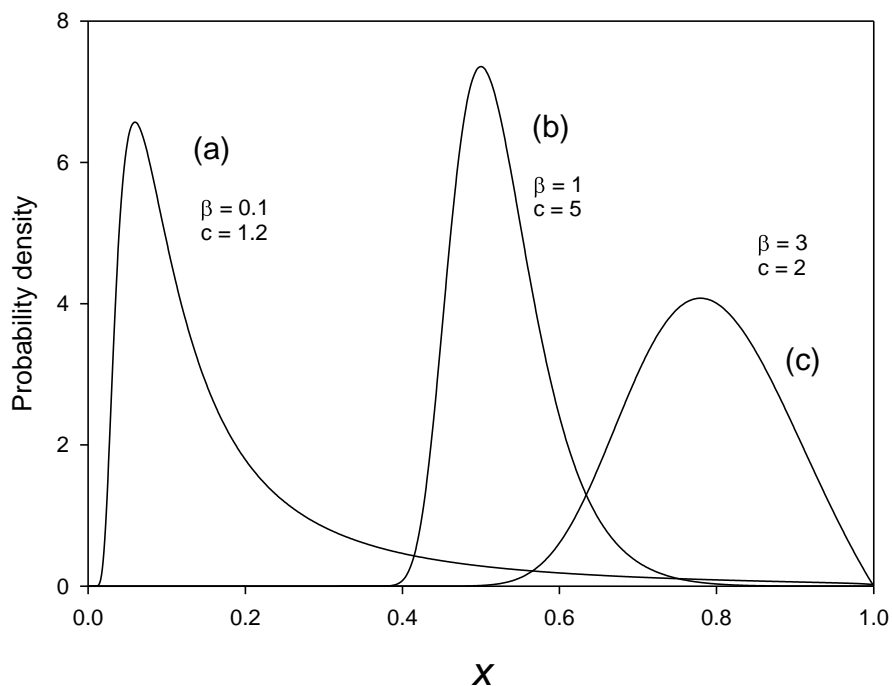 8
(a)
(b)
6
β = 0.1
c = 1.2
β = 1
c = 5
β = 3
c = 2
Probability density
4
(c)
2
0
0.0 0.2 0.4 0.6 0.8 1.0
x